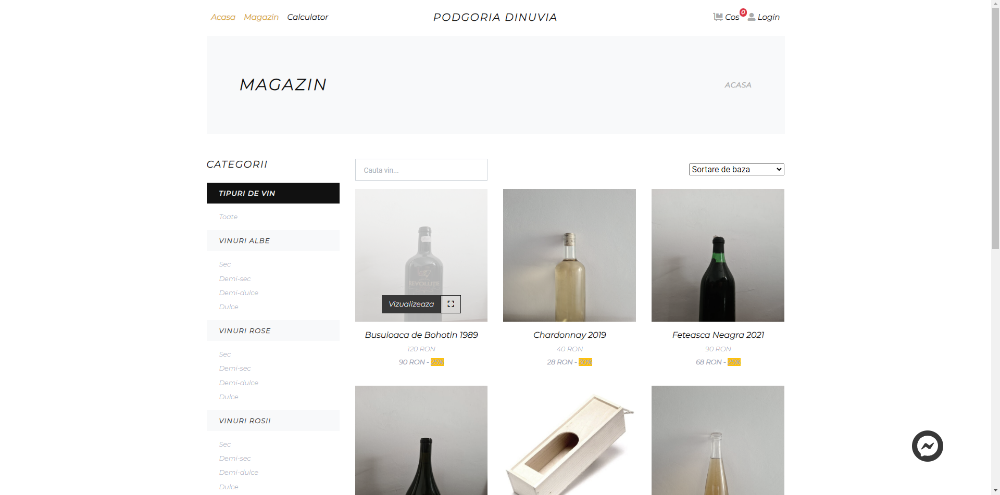 Acasa Magazin Calculator
PODGORIA DINUVIA
Cos 0 Login
MAGAZIN
ACASA
CATEGORII
TIPURI DE VIN
Toate
VINURI ALBE
Sec
Demi-sec
Demi-dulce
Dulce
VINURI ROSE
Sec
Demi-sec
Demi-dulce
Dulce
VINURI ROSII
Sec
Demi-sec
Demi-dulce
Dulce
Cauta vin...
Sortare de baza
REVOLUTIE
Vizualizeaza
Busuioaca de Bohotin 1989
120 RON
90 RON - 25%
Chardonnay 2019
40 RON
28 RON - 30%
Feteasca Neagra 2021
90 RON
68 RON - 25%